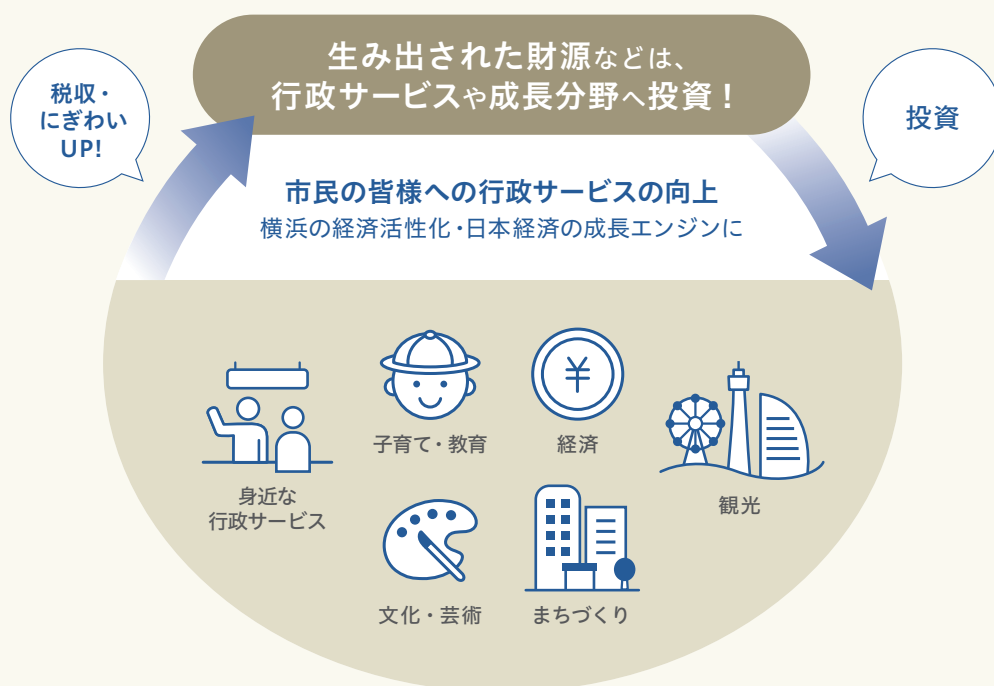 生み出された財源などは、
行政サービスや成長分野へ投資！
税収・
にぎわい
UP!
投資
市民の皆様への行政サービスの向上
横浜の経済活性化・日本経済の成長エンジンに
身近な
行政サービス
子育て・教育
¥
経済
観光
文化・芸術
まちづくり